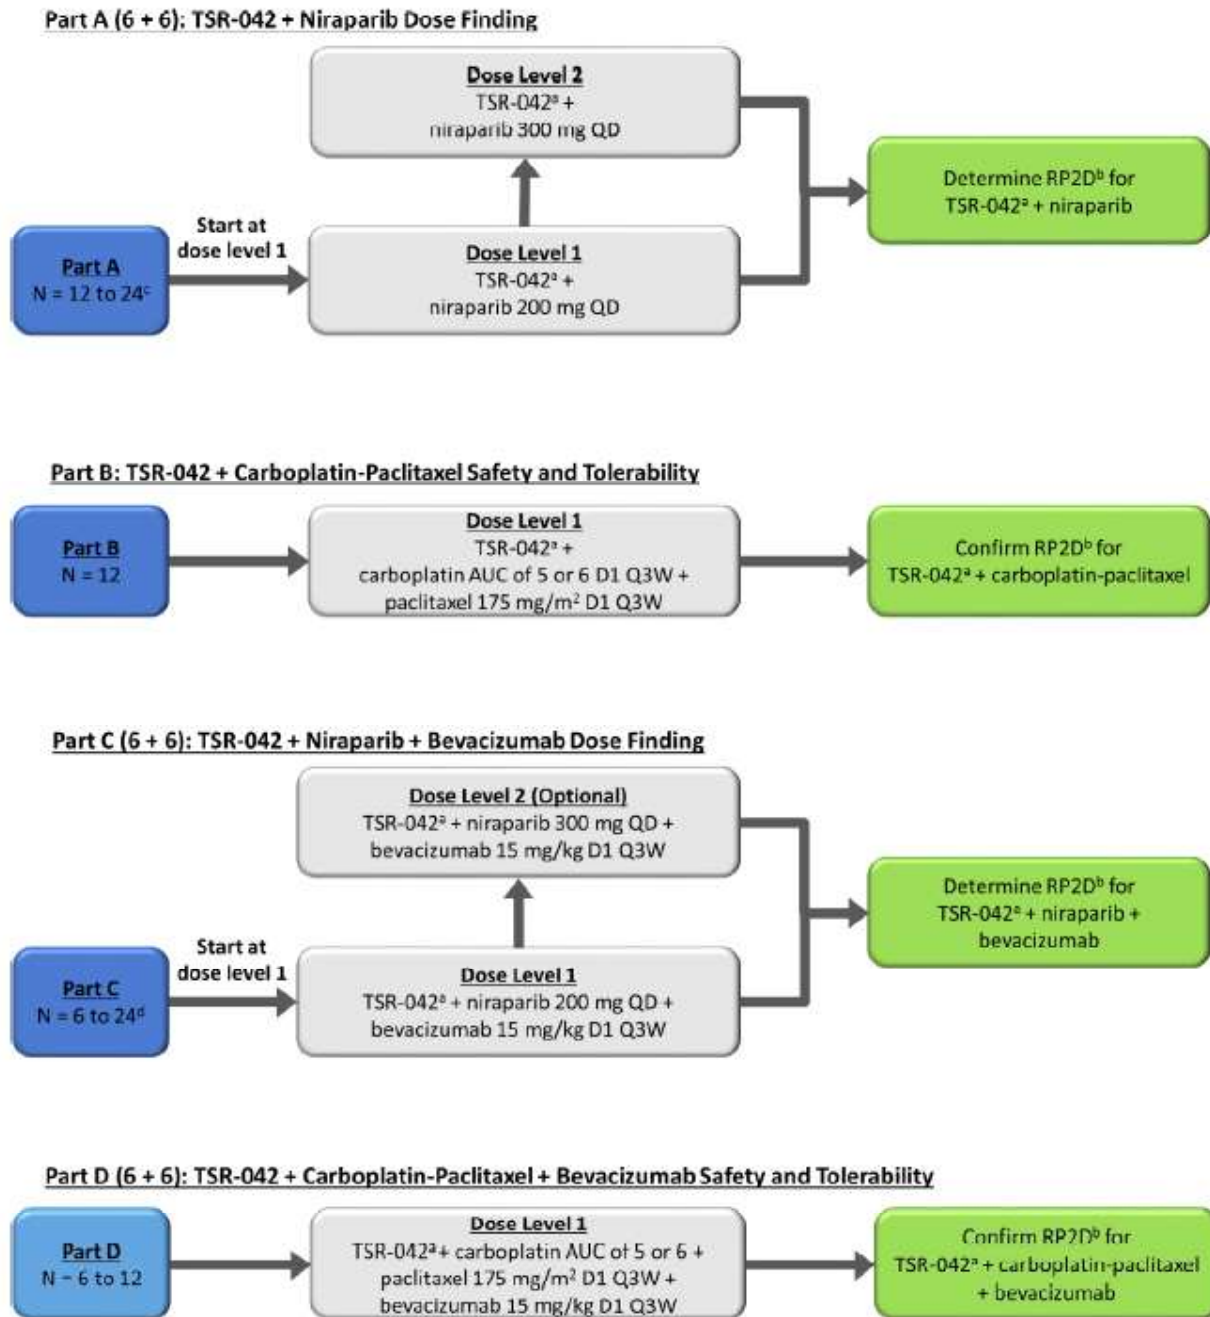 Part A (6 + 6): TSR-042 + Niraparib Dose Finding
Dose Level 2
TSR-042ᵃ +
niraparib 300 mg QD
Determine RP2Dᵇ for
TSR-042ᵃ + niraparib
Start at
dose level 1
Part A
N = 12 to 24ᶜ
Dose Level 1
TSR-042ᵃ +
niraparib 200 mg QD
Part B: TSR-042 + Carboplatin-Paclitaxel Safety and Tolerability
Part B
N = 12
Dose Level 1
TSR-042ᵃ +
carboplatin AUC of 5 or 6 D1 Q3W +
paclitaxel 175 mg/m² D1 Q3W
Confirm RP2Dᵇ for
TSR-042ᵃ + carboplatin-paclitaxel
Part C (6 + 6): TSR-042 + Niraparib + Bevacizumab Dose Finding
Dose Level 2 (Optional)
TSR-042ᵃ + niraparib 300 mg QD +
bevacizumab 15 mg/kg D1 Q3W
Determine RP2Dᵇ for
TSR-042ᵃ + niraparib +
bevacizumab
Start at
dose level 1
Part C
N = 6 to 24ᵈ
Dose Level 1
TSR-042ᵃ + niraparib 200 mg QD +
bevacizumab 15 mg/kg D1 Q3W
Part D (6 + 6): TSR-042 + Carboplatin-Paclitaxel + Bevacizumab Safety and Tolerability
Part D
N = 6 to 12
Dose Level 1
TSR-042ᵃ + carboplatin AUC of 5 or 6 +
paclitaxel 175 mg/m² D1 Q3W +
bevacizumab 15 mg/kg D1 Q3W
Confirm RP2Dᵇ for
TSR-042ᵃ + carboplatin-paclitaxel
+ bevacizumab